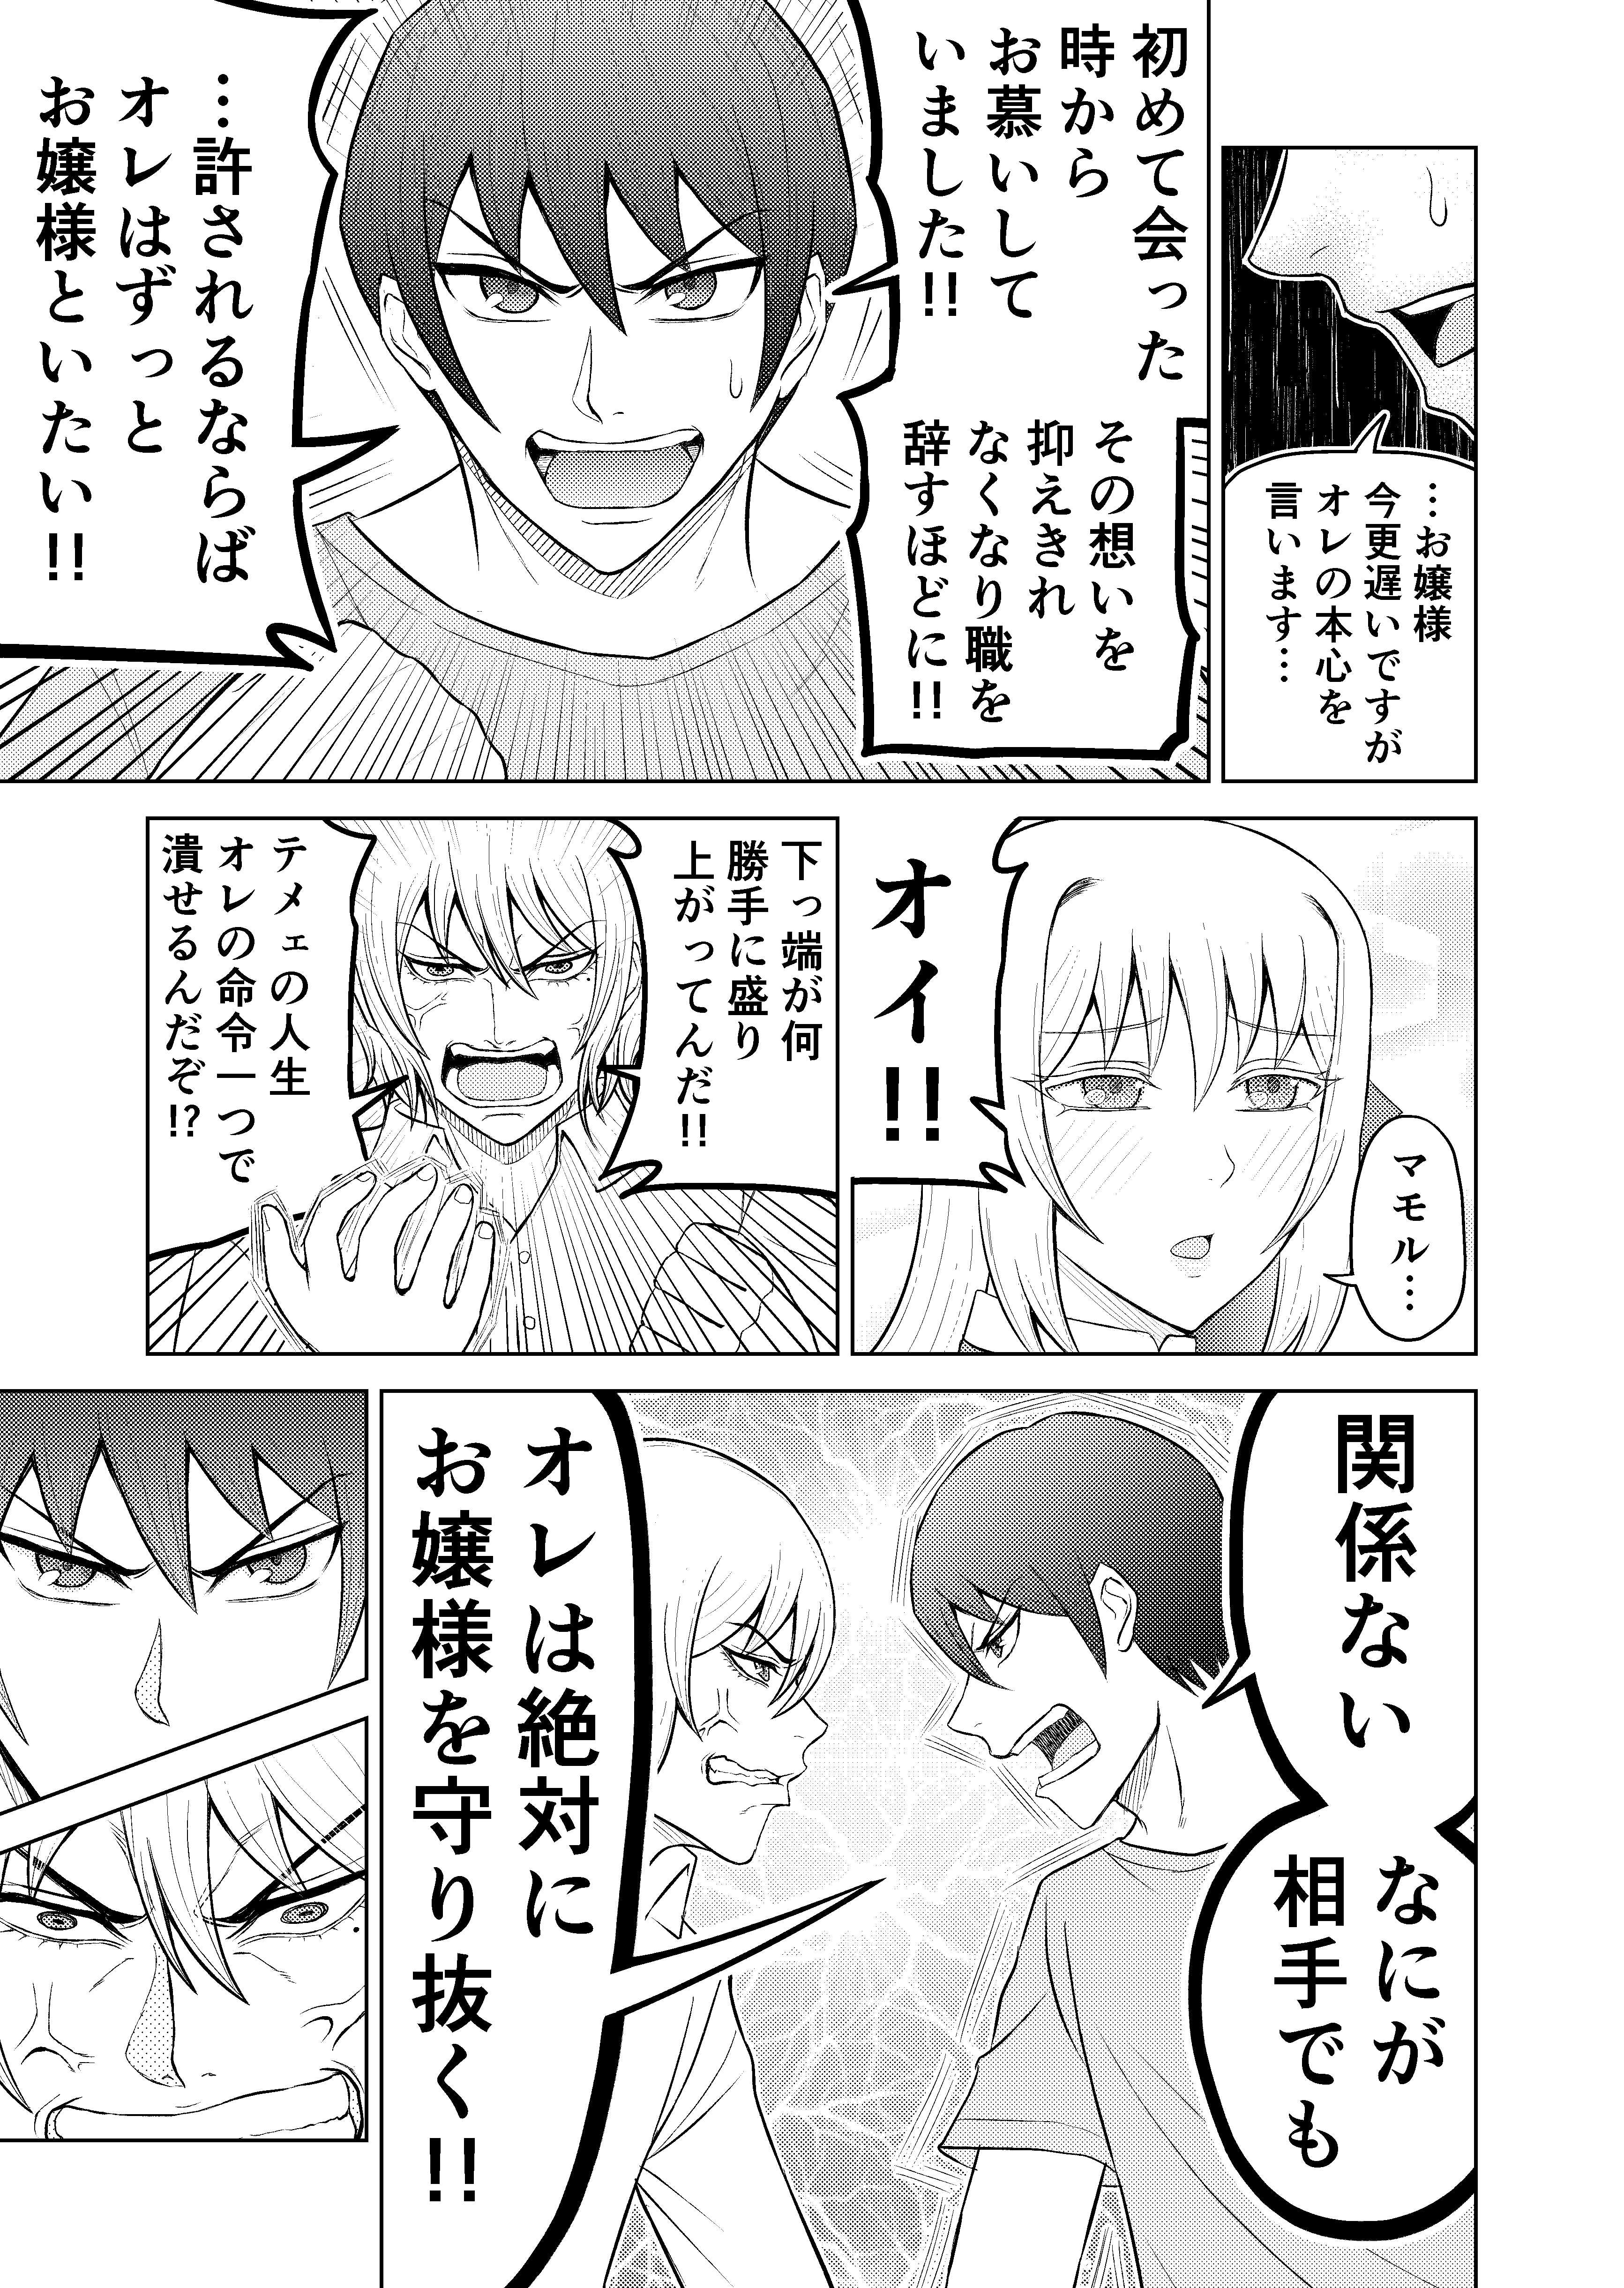 …お嬢様
今更遅いですが
オレの本心を
言います…
初めて会った
時から
お慕いして
いました!!
その想いを
抑えきれ
なくなり職を
辞すほどに!!
…許されるならば
オレはずっと
お嬢様といたい!!
マモル…
オイ!!
下っ端が何
勝手に盛り
上がってんだ!!
テメェの人生
オレの命令一つで
潰せるんだぞ!?
関係ない
なにが
相手でも
オレは絶対に
お嬢様を守り抜く!!